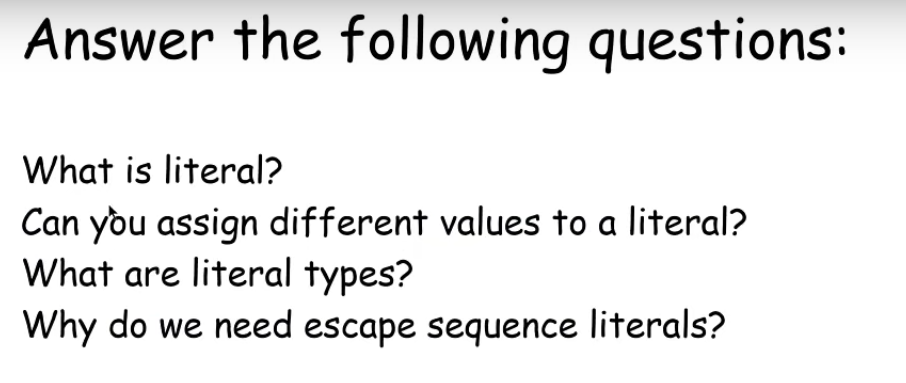 Answer the following questions:
What is literal?
Can you assign different values to a literal?
What are literal types?
Why do we need escape sequence literals?